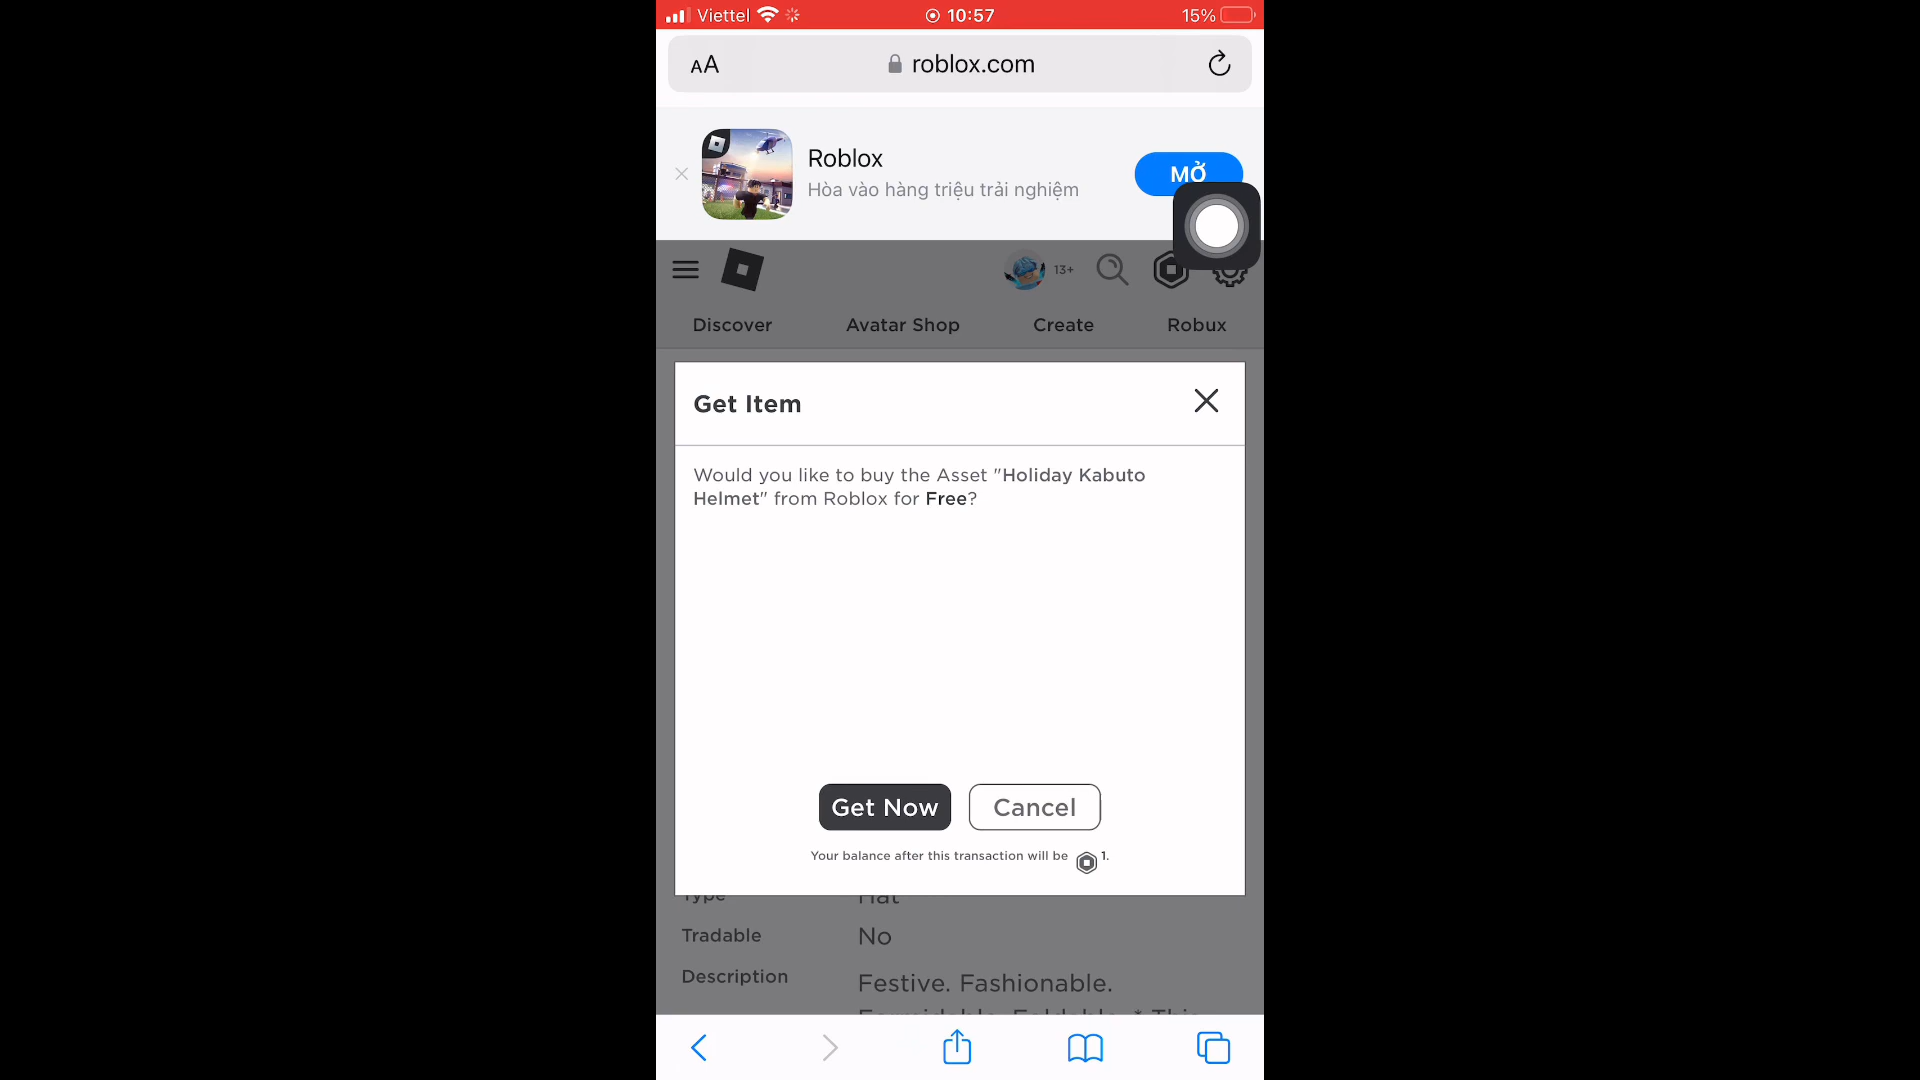 Viettel 10:57 15%
AA roblox.com
Roblox
Hòa vào hàng triệu trải nghiệm
MỞ
13+
Discover Avatar Shop Create Robux
Get Item
Would you like to buy the Asset "Holiday Kabuto
Helmet" from Roblox for Free?
Get Now Cancel
Your balance after this transaction will be 1.
Type Hat
Tradable No
Description Festive. Fashionable.